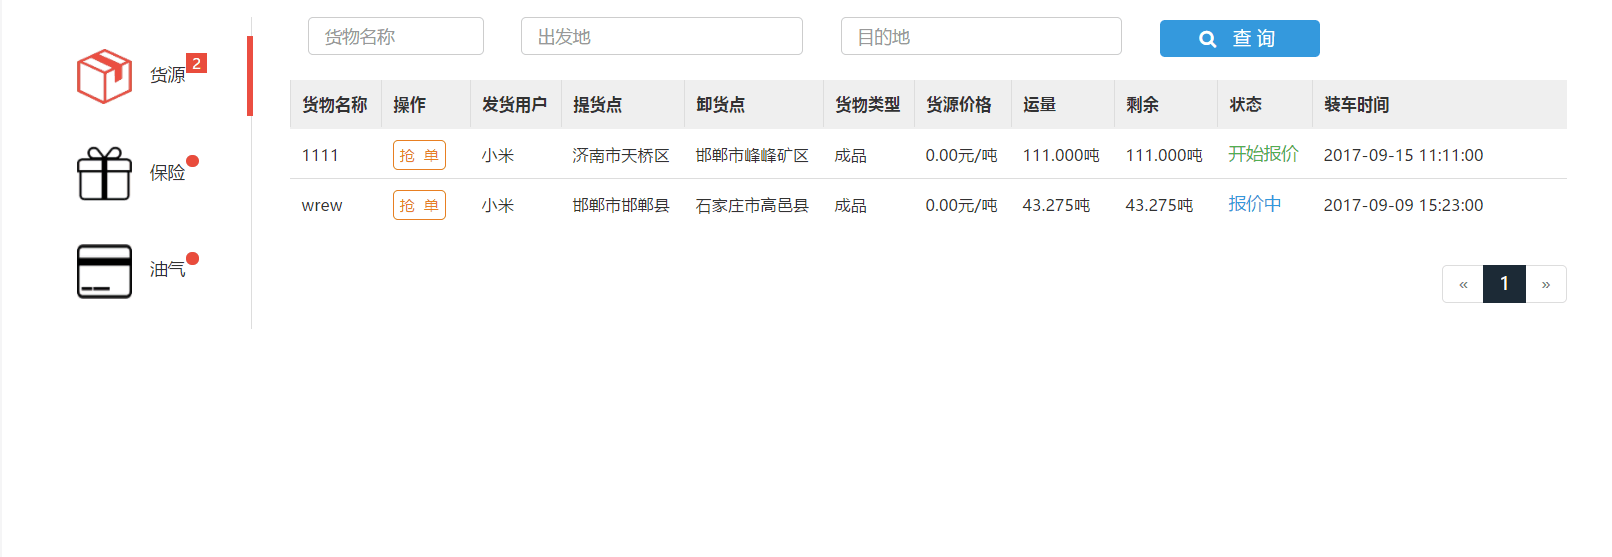 货源 2
保险
油气
货物名称 出发地 目的地 查 询
货物名称 操作 发货用户 提货点 卸货点 货物类型 货源价格 运量 剩余 状态 装车时间
1111 抢 单 小米 济南市天桥区 邯郸市峰峰矿区 成品 0.00元/吨 111.000吨 111.000吨 开始报价 2017-09-15 11:11:00
wrew 抢 单 小米 邯郸市邯郸县 石家庄市高邑县 成品 0.00元/吨 43.275吨 43.275吨 报价中 2017-09-09 15:23:00
« 1 »